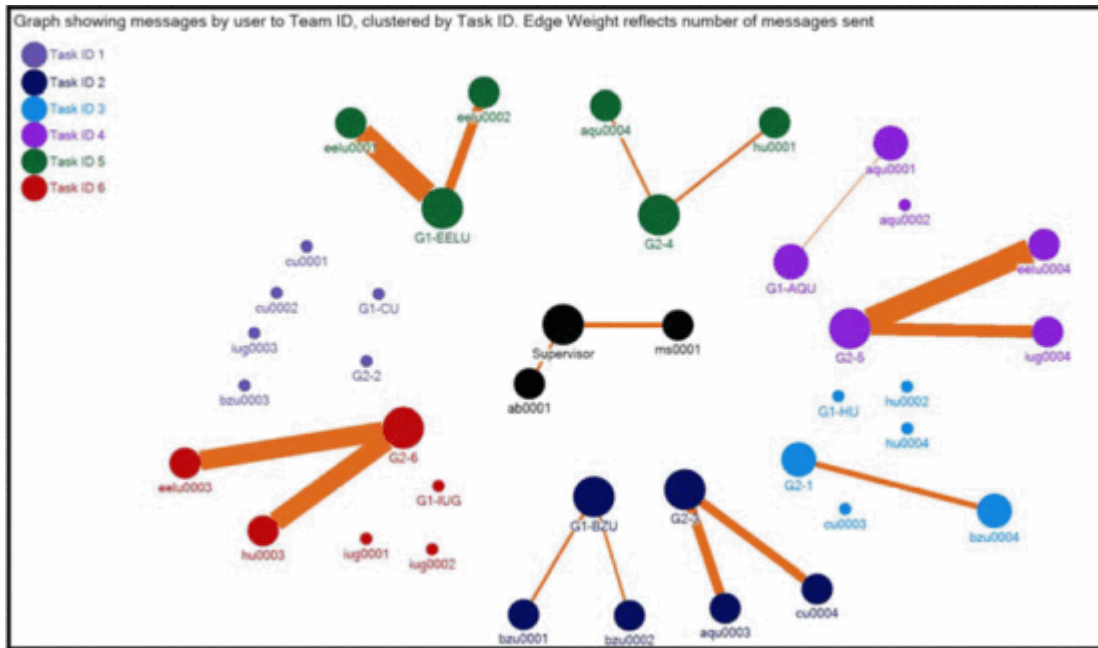 Graph showing messages by user to Team ID, clustered by Task ID. Edge Weight reflects number of messages sent
Task ID 1
Task ID 2
Task ID 3
Task ID 4
Task ID 5
Task ID 6
eelu0002
eelu0001
G1-EELU
aqu0004
hu0001
G2-4
aqu0001
aqu0002
G1-AQU
eelu0004
G2-5
iug0004
cu0001
cu0002
G1-CU
iug0003
G2-2
bzu0003
Supervisor
ms0001
ab0001
G1-HU
hu0002
hu0004
G2-1
cu0003
bzu0004
G2-6
eelu0003
G1-IUG
hu0003
iug0001
iug0002
G1-BZU
G2-3
bzu0001
bzu0002
aqu0003
cu0004